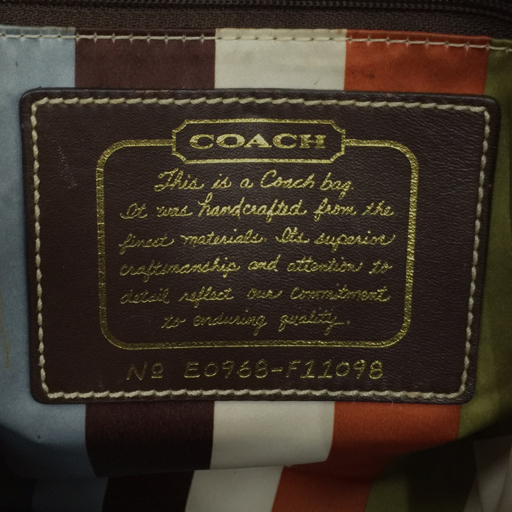 COACH
This is a Coach bag.
It was handcrafted from the
finest materials. Its superior
craftsmanship and attention to
detail reflect our commitment
to enduring quality.
No E0968-F11098